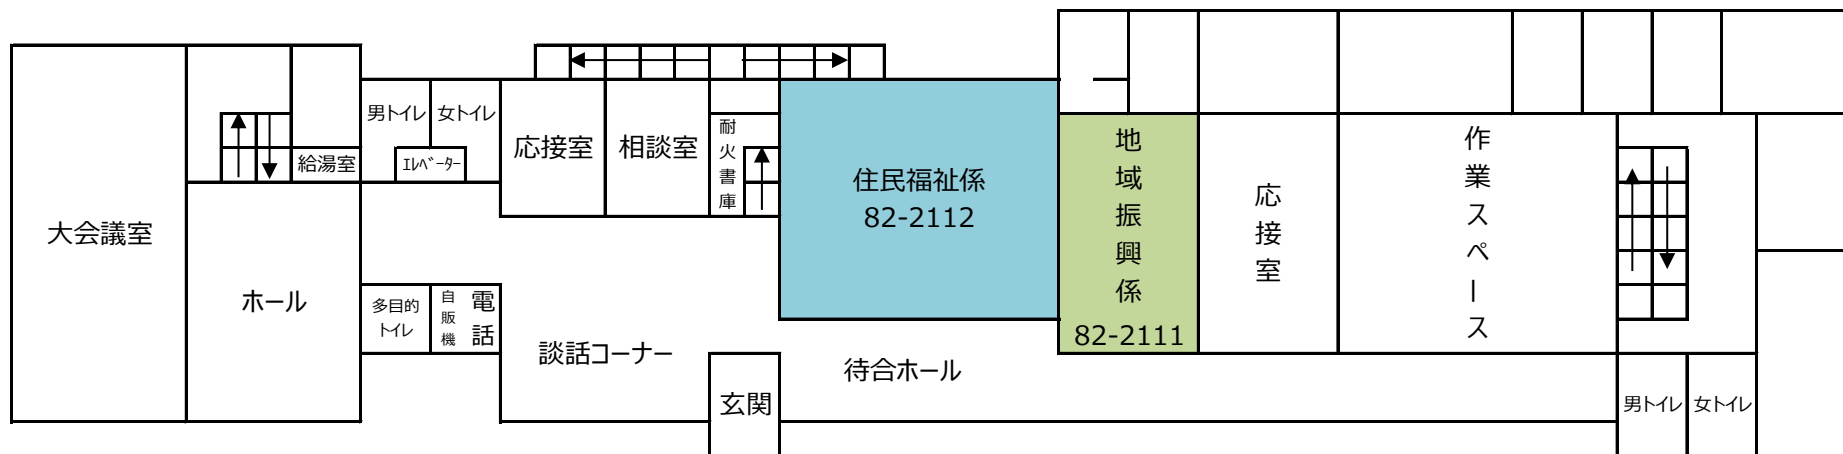 大会議室
ホール
給湯室
男トイレ
女トイレ
ｴﾚﾍﾞｰﾀｰ
多目的
トイレ
自販機
電話
応接室
相談室
耐火書庫
談話コーナー
玄関
住民福祉係
82-2112
待合ホール
地域振興係
82-2111
応接室
作業スペース
男トイレ
女トイレ